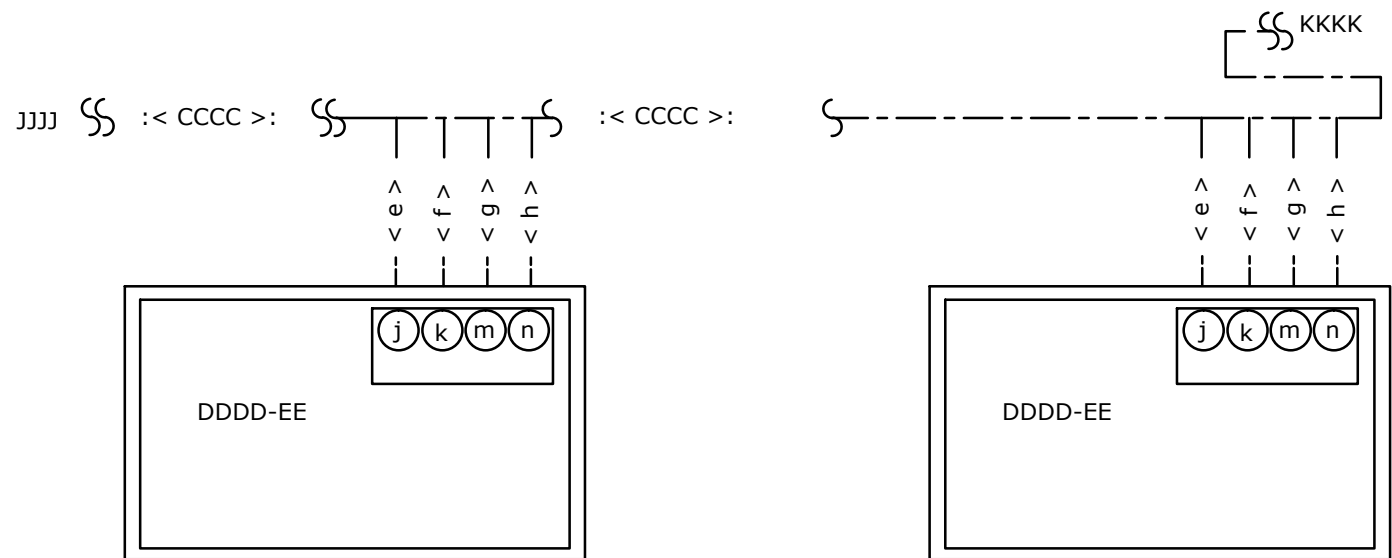 KKKK
JJJJ :< CCCC >: :< CCCC >:
< e > < f > < g > < h > < e > < f > < g > < h >
j k m n j k m n
DDDD-EE DDDD-EE